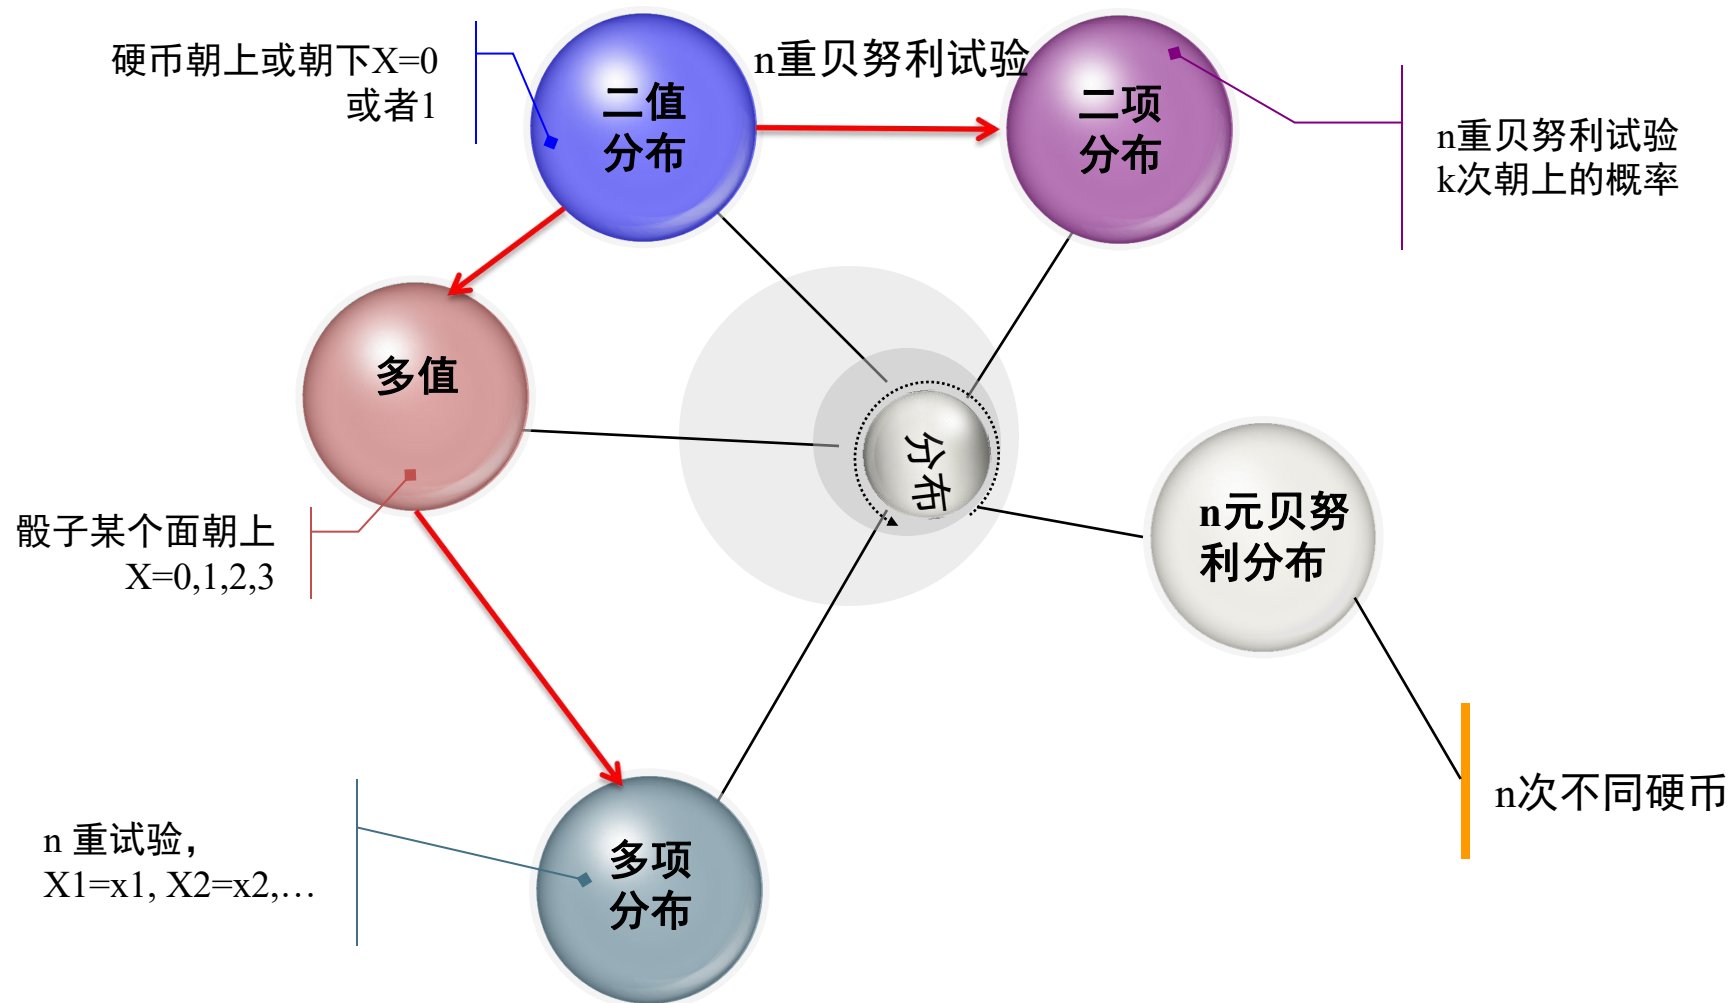 硬币朝上或朝下X=0
或者1
二值
分布
n重贝努利试验
二项
分布
n重贝努利试验
k次朝上的概率
多值
分布
骰子某个面朝上
X=0,1,2,3
n元贝努
利分布
n次不同硬币
n 重试验，
X1=x1, X2=x2,…
多项
分布